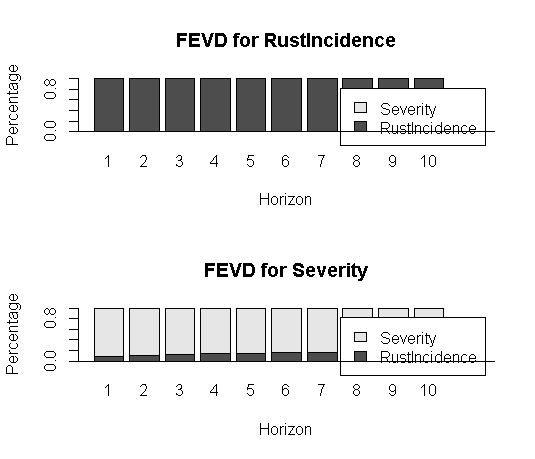 FEVD for RustIncidence
Percentage
0.8
0.0
Severity
RustIncidence
1 2 3 4 5 6 7 8 9 10
Horizon
FEVD for Severity
Percentage
0.8
0.0
Severity
RustIncidence
1 2 3 4 5 6 7 8 9 10
Horizon